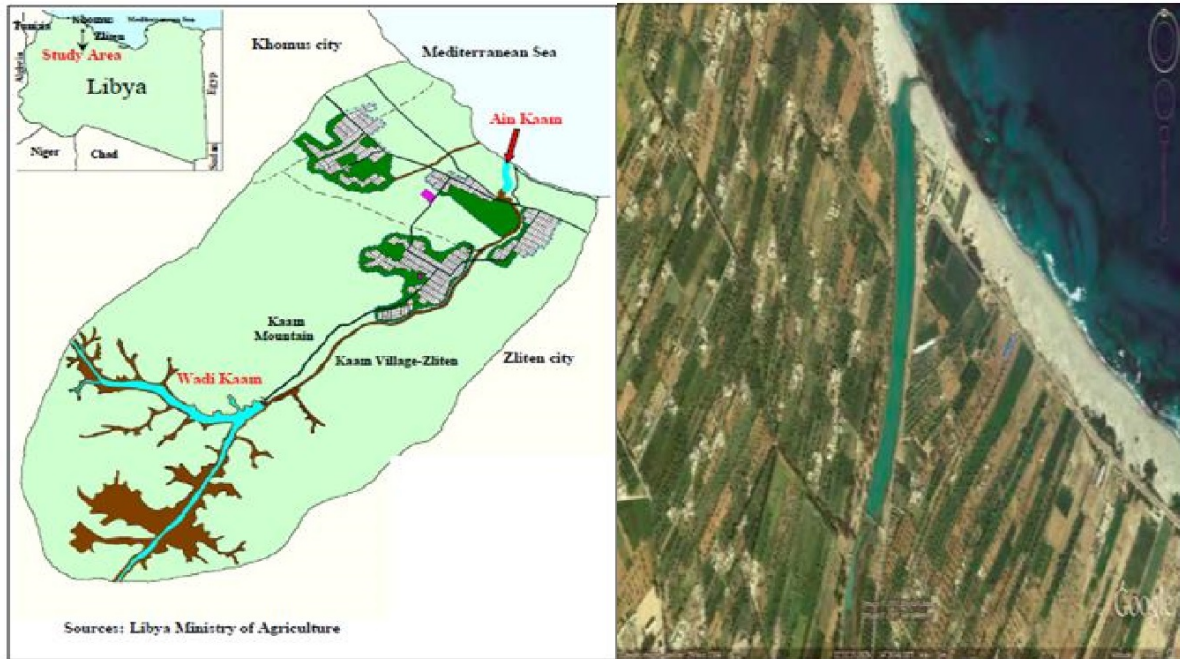 Khomus
Mediterranean Sea
Tunisia
Zliten
Study Area
Algeria
Libya
Egyp
Niger
Chad
Sudan
Khomus city
Mediterranean Sea
Ain Kaam
Kaam
Mountain
Zliten city
Kaam Village-Zliten
Wadi Kaam
Sources: Libya Ministry of Agriculture
Google